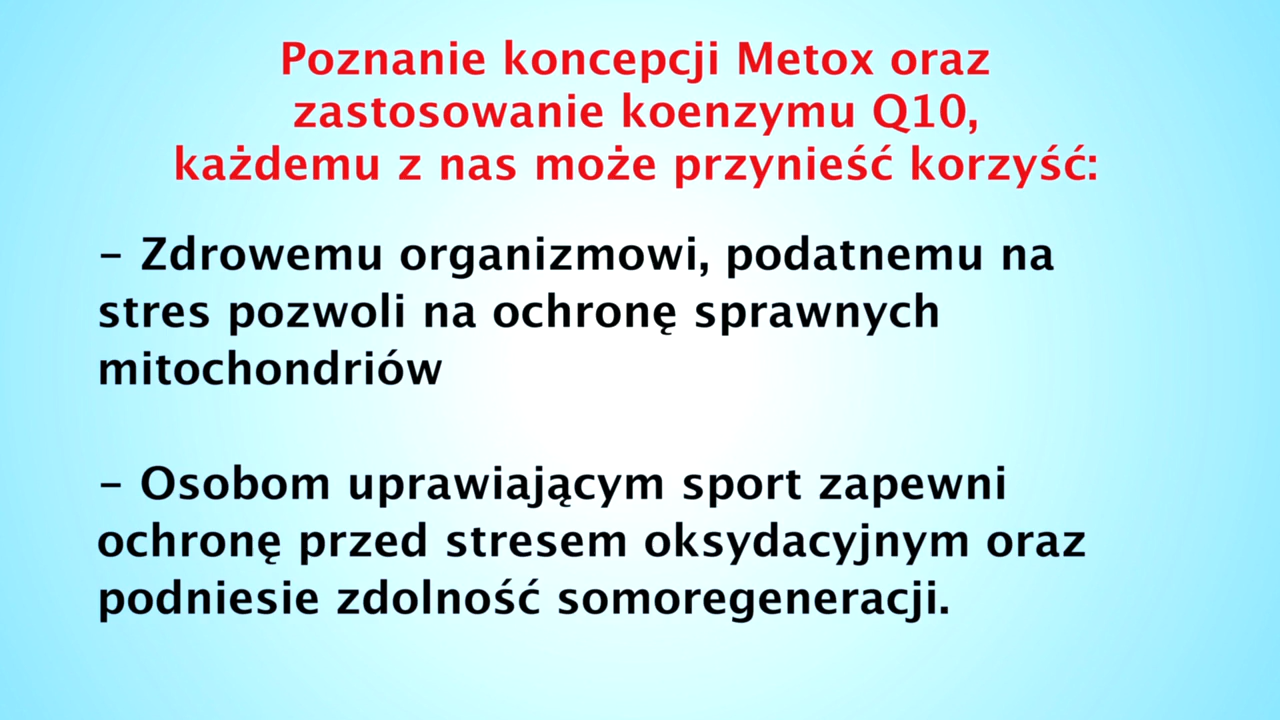 Poznanie koncepcji Metox oraz
zastosowanie koenzymu Q10,
każdemu z nas może przynieść korzyść:
– Zdrowemu organizmowi, podatnemu na
stres pozwoli na ochronę sprawnych
mitochondriów
– Osobom uprawiającym sport zapewni
ochronę przed stresem oksydacyjnym oraz
podniesie zdolność somoregeneracji.